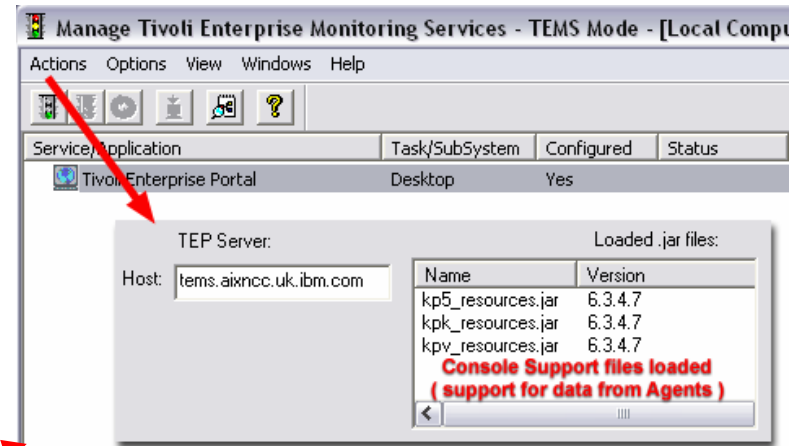 Manage Tivoli Enterprise Monitoring Services - TEMS Mode - [Local Compu
Actions Options View Windows Help
Service/Application Task/SubSystem Configured Status
Tivoli Enterprise Portal Desktop Yes
TEP Server: Loaded .jar files:
Host: tems.aixncc.uk.ibm.com
Name Version
kp5_resources.jar 6.3.4.7
kpk_resources.jar 6.3.4.7
kpv_resources.jar 6.3.4.7
Console Support files loaded
( support for data from Agents )